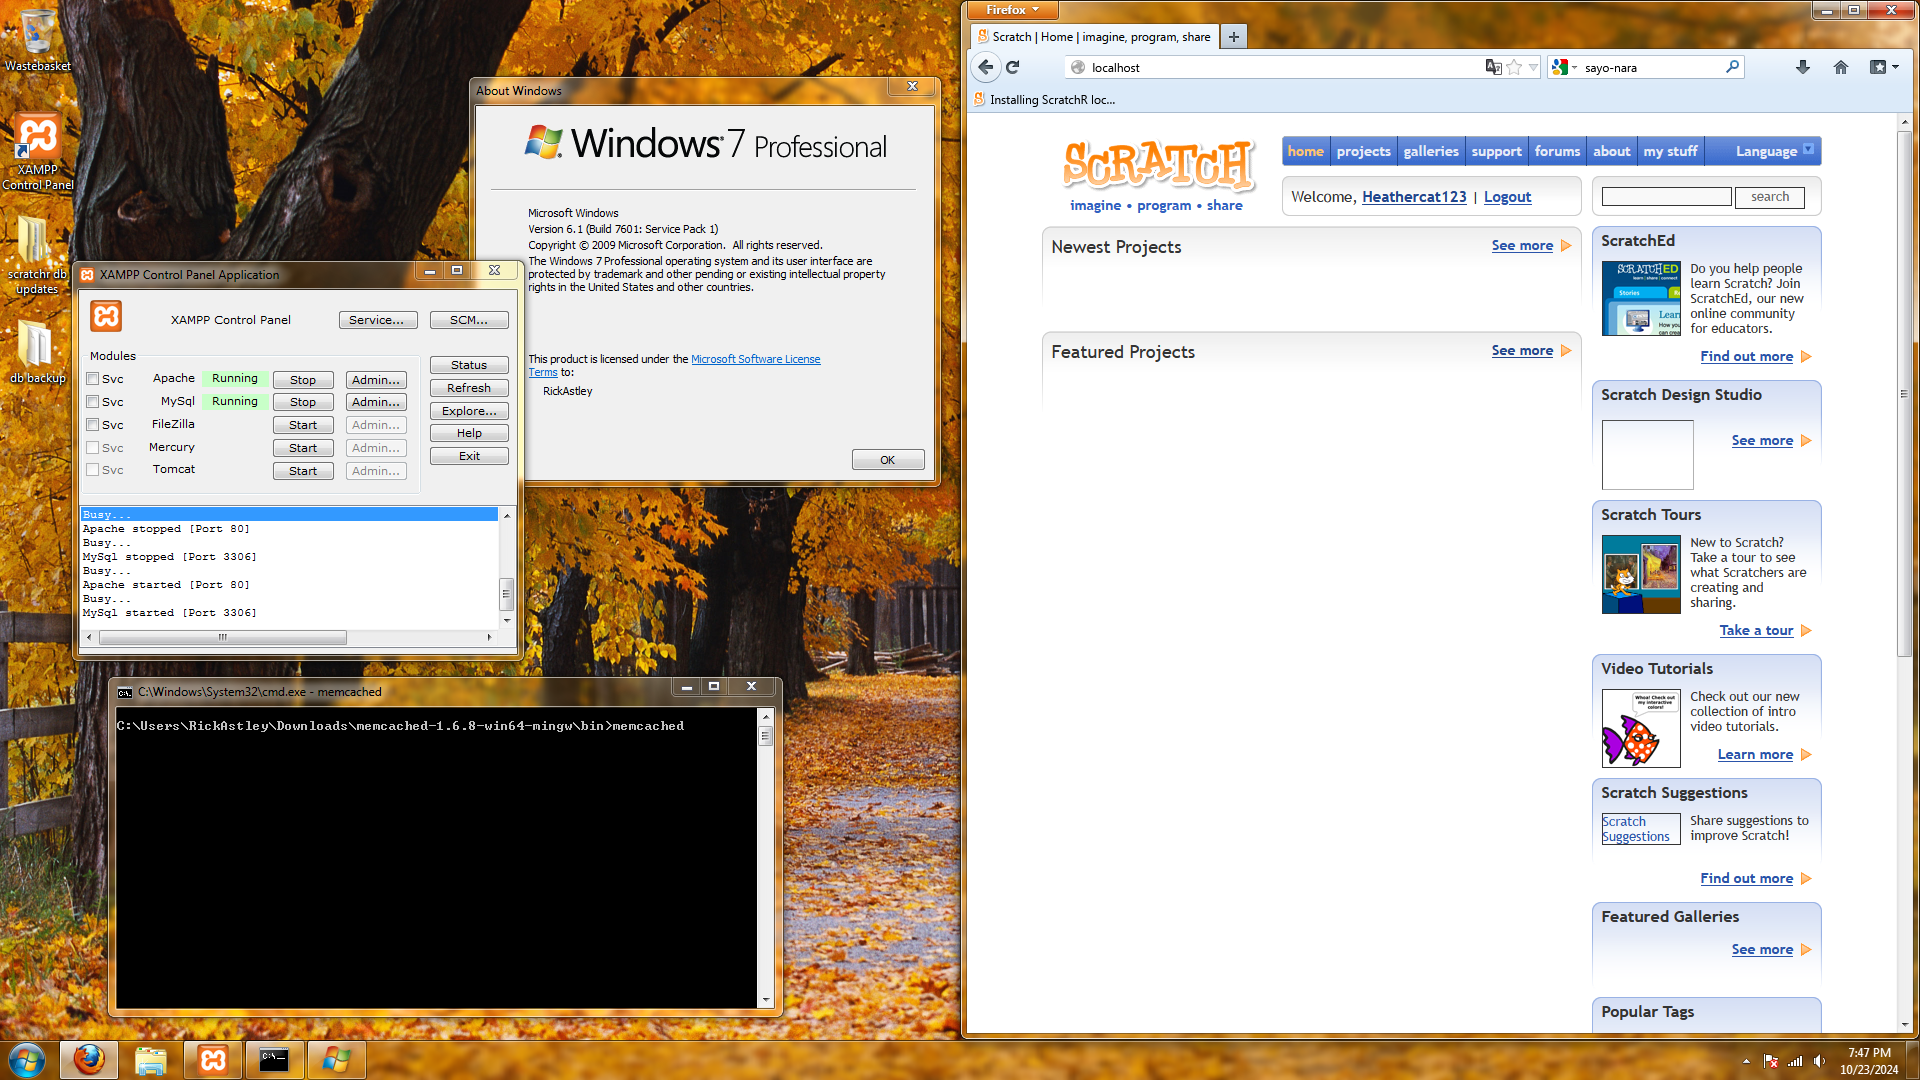 Wastebasket
XAMPP
Control Panel
scratchr db
updates
db backup
About Windows
Windows 7 Professional
Microsoft Windows
Version 6.1 (Build 7601: Service Pack 1)
Copyright © 2009 Microsoft Corporation. All rights reserved.
The Windows 7 Professional operating system and its user interface are
protected by trademark and other pending or existing intellectual property
rights in the United States and other countries.
This product is licensed under the Microsoft Software License
Terms to:
RickAstley
OK
XAMPP Control Panel Application
XAMPP Control Panel
Service...
SCM...
Modules
Status
Svc Apache Running Stop Admin...
Refresh
Svc MySql Running Stop Admin...
Explore...
Svc FileZilla Start Admin...
Help
Svc Mercury Start Admin...
Exit
Svc Tomcat Start Admin...
Busy...
Apache stopped [Port 80]
Busy...
MySql stopped [Port 3306]
Busy...
Apache started [Port 80]
Busy...
MySql started [Port 3306]
C:\Windows\System32\cmd.exe - memcached
C:\Users\RickAstley\Downloads\memcached-1.6.8-win64-mingw\bin>memcached
Firefox
Scratch | Home | imagine, program, share
localhost
sayo-nara
Installing ScratchR loc...
SCRATCH
imagine • program • share
home projects galleries support forums about my stuff Language
Welcome, Heathercat123 | Logout
search
Newest Projects
See more
Featured Projects
See more
ScratchEd
SCRATCHED
learn | share | connect
Stories
Learn
Do you help people
learn Scratch? Join
ScratchEd, our new
online community
for educators.
Find out more
Scratch Design Studio
See more
Scratch Tours
New to Scratch?
Take a tour to see
what Scratchers are
creating and
sharing.
Take a tour
Video Tutorials
Whoa! Check out
my interactive
colors!
Check out our new
collection of intro
video tutorials.
Learn more
Scratch Suggestions
Scratch
Suggestions
Share suggestions to
improve Scratch!
Find out more
Featured Galleries
See more
Popular Tags
C:\_
7:47 PM
10/23/2024